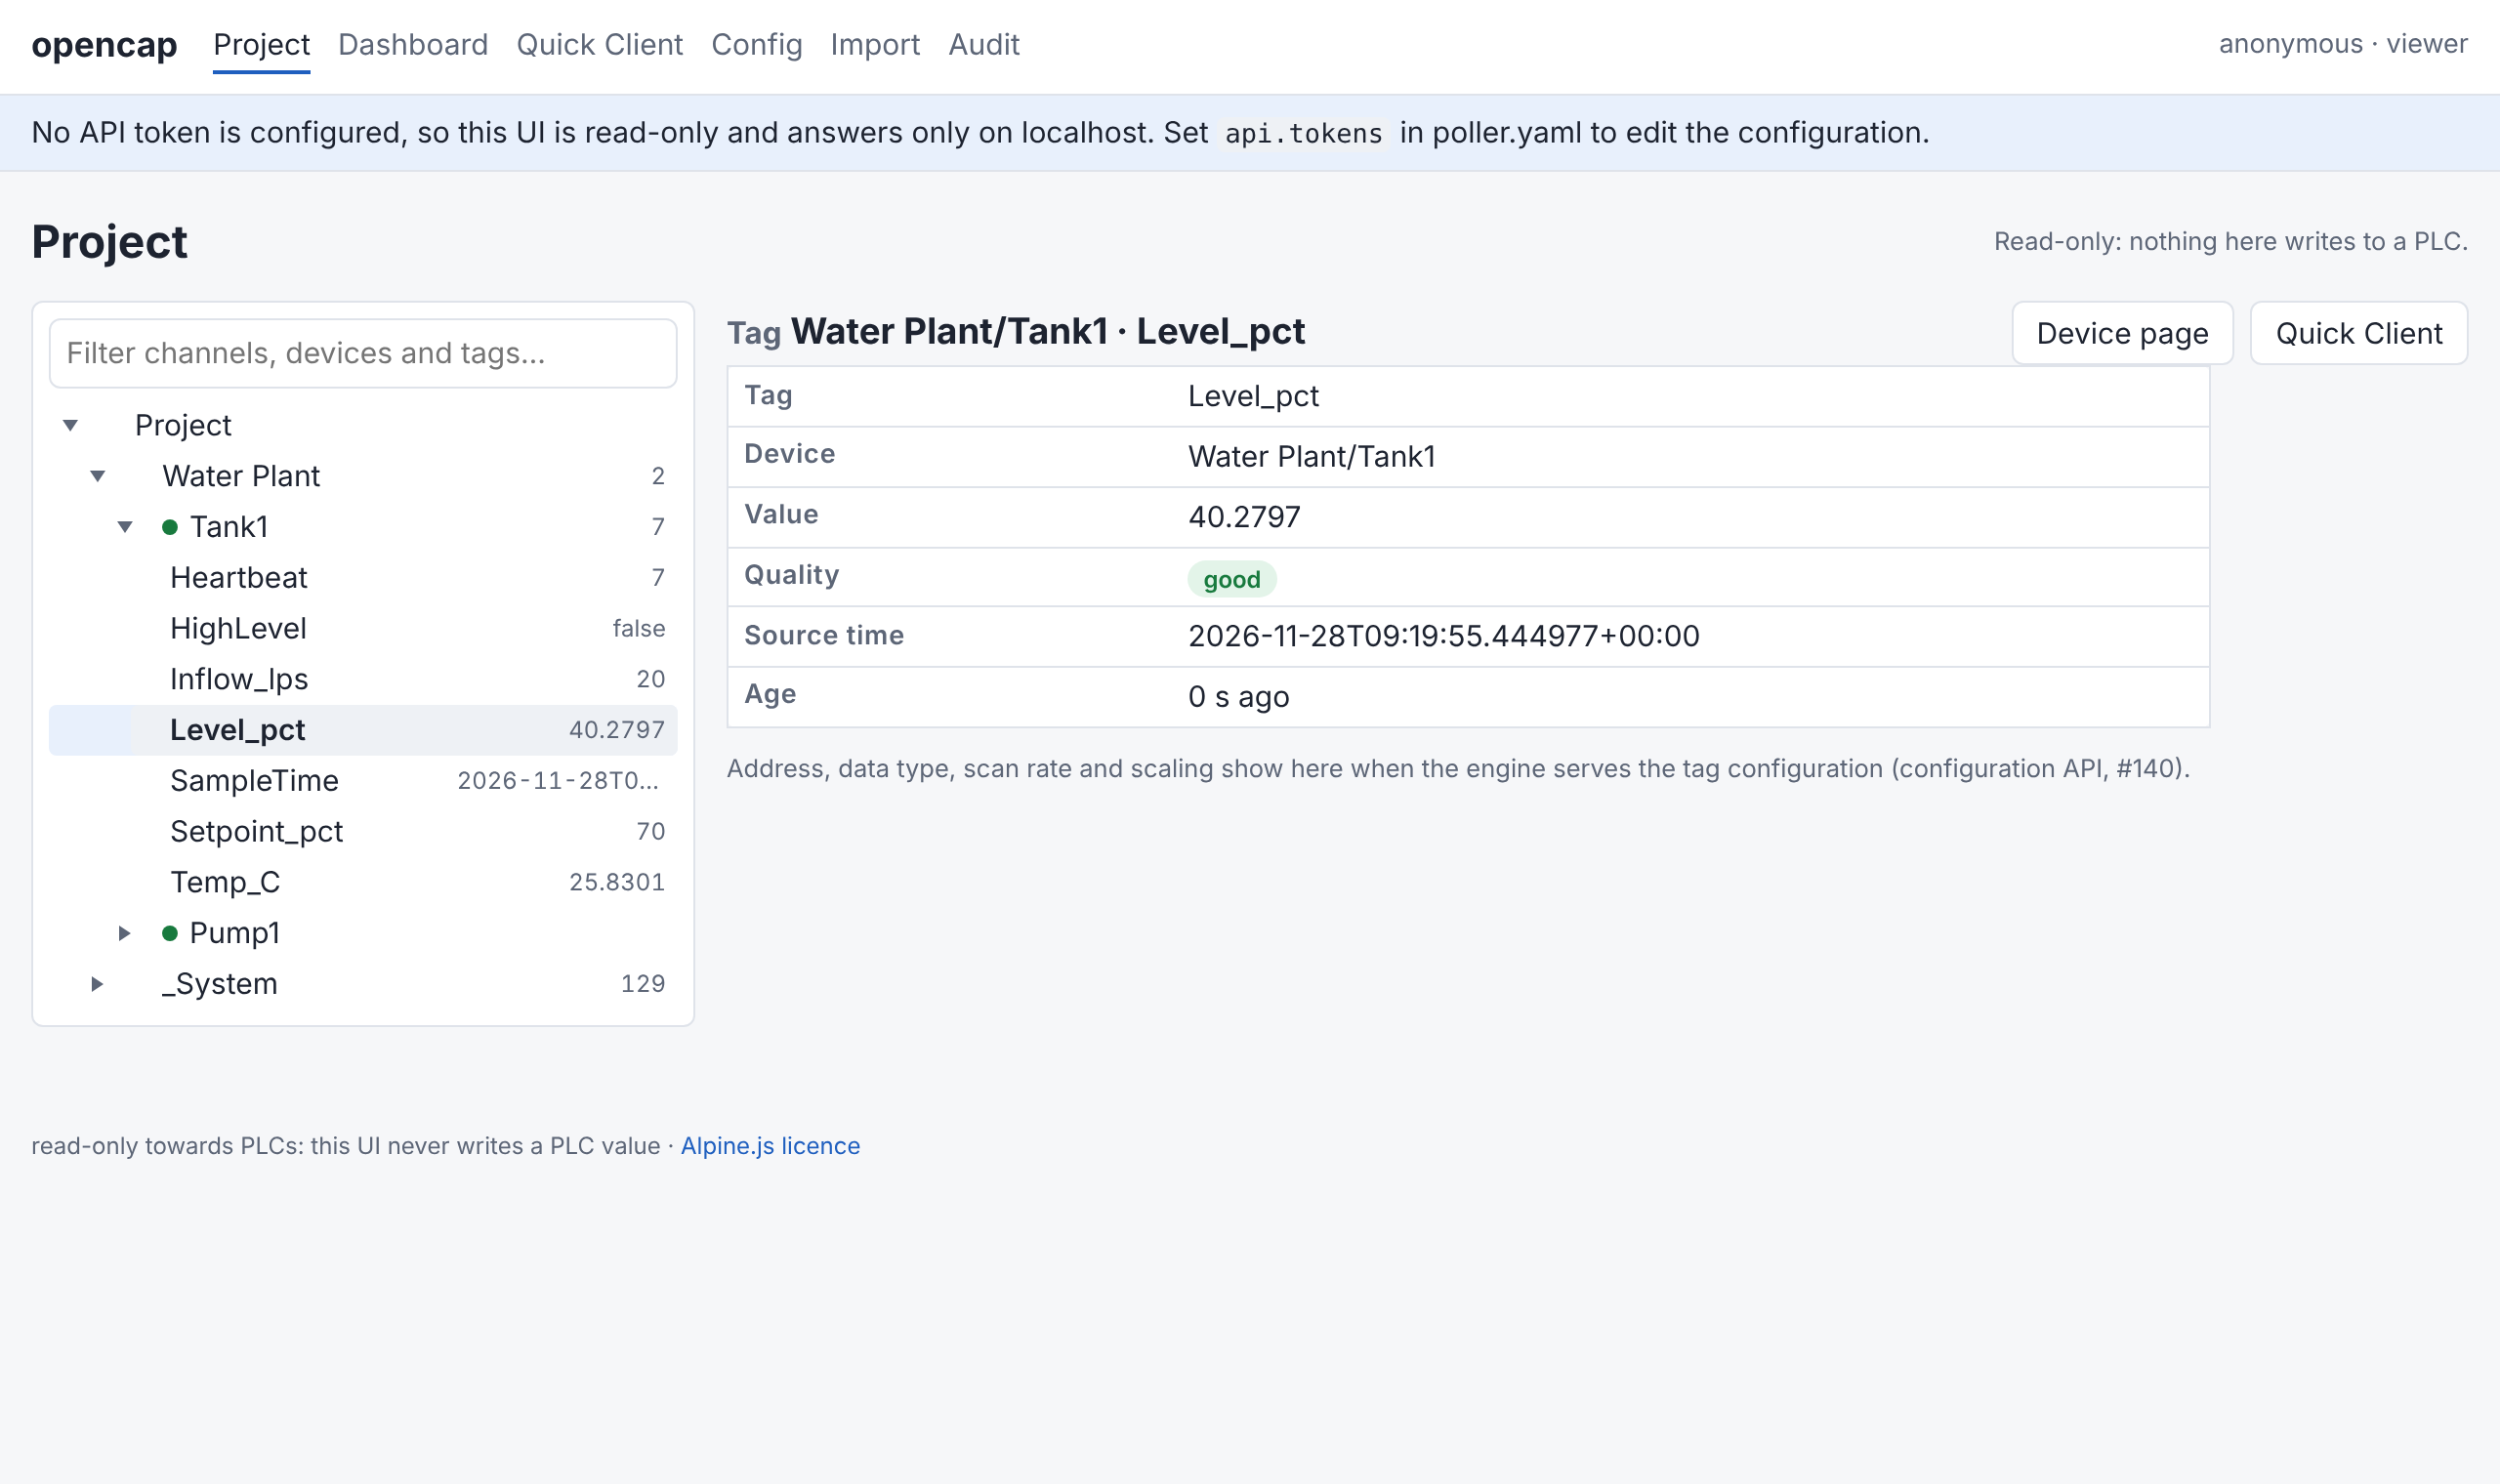 opencap Project Dashboard Quick Client Config Import Audit anonymous · viewer
No API token is configured, so this UI is read-only and answers only on localhost. Set api.tokens in poller.yaml to edit the configuration.
Project
Read-only: nothing here writes to a PLC.
Filter channels, devices and tags...
Project
Water Plant 2
Tank1 7
Heartbeat 7
HighLevel false
Inflow_lps 20
Level_pct 40.2797
SampleTime 2026-11-28T0...
Setpoint_pct 70
Temp_C 25.8301
Pump1
_System 129
Tag Water Plant/Tank1 · Level_pct
Device page Quick Client
Tag Level_pct
Device Water Plant/Tank1
Value 40.2797
Quality good
Source time 2026-11-28T09:19:55.444977+00:00
Age 0 s ago
Address, data type, scan rate and scaling show here when the engine serves the tag configuration (configuration API, #140).
read-only towards PLCs: this UI never writes a PLC value · Alpine.js licence